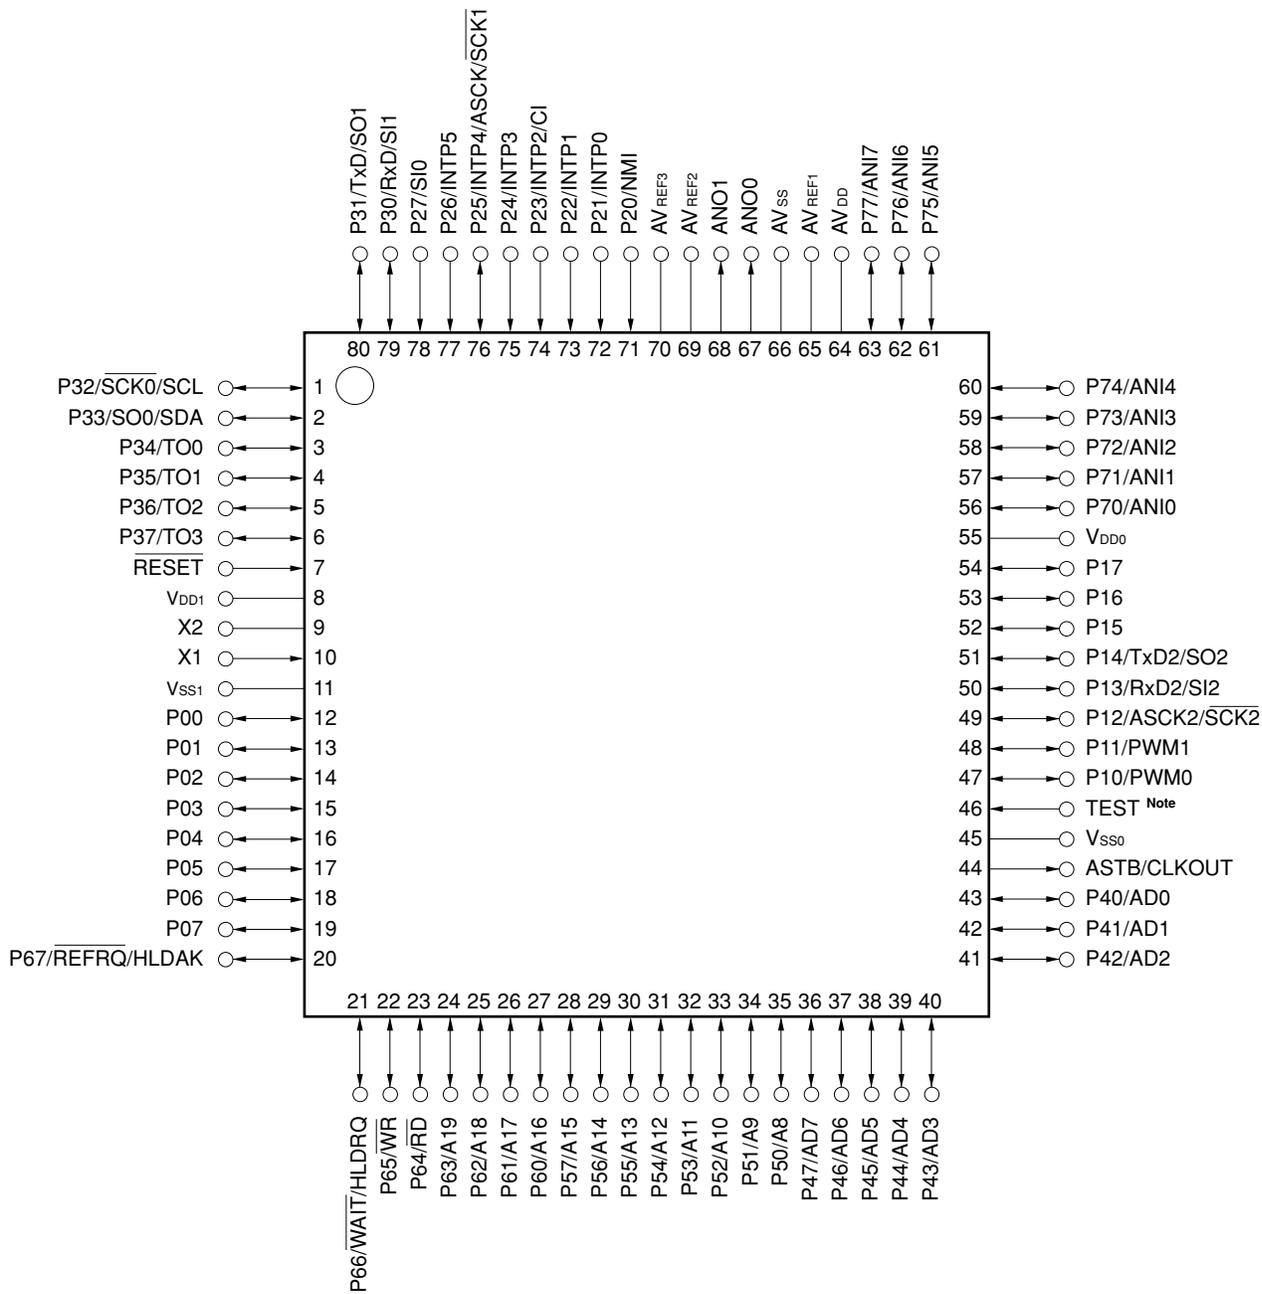 P31/TxD/SO1
P30/RxD/SI1
P27/SI0
P26/INTP5
P25/INTP4/ASCK/SCK1
P24/INTP3
P23/INTP2/CI
P22/INTP1
P21/INTP0
P20/NMI
AVREF3
AVREF2
ANO1
ANO0
AVSS
AVREF1
AVDD
P77/ANI7
P76/ANI6
P75/ANI5
80 79 78 77 76 75 74 73 72 71 70 69 68 67 66 65 64 63 62 61
P32/SCK0/SCL 1
P33/SO0/SDA 2
P34/TO0 3
P35/TO1 4
P36/TO2 5
P37/TO3 6
RESET 7
VDD1 8
X2 9
X1 10
VSS1 11
P00 12
P01 13
P02 14
P03 15
P04 16
P05 17
P06 18
P07 19
P67/REFRQ/HLDAK 20
60 P74/ANI4
59 P73/ANI3
58 P72/ANI2
57 P71/ANI1
56 P70/ANI0
55 VDD0
54 P17
53 P16
52 P15
51 P14/TxD2/SO2
50 P13/RxD2/SI2
49 P12/ASCK2/SCK2
48 P11/PWM1
47 P10/PWM0
46 TEST Note
45 VSS0
44 ASTB/CLKOUT
43 P40/AD0
42 P41/AD1
41 P42/AD2
21 22 23 24 25 26 27 28 29 30 31 32 33 34 35 36 37 38 39 40
P66/WAIT/HLDRQ
P65/WR
P64/RD
P63/A19
P62/A18
P61/A17
P60/A16
P57/A15
P56/A14
P55/A13
P54/A12
P53/A11
P52/A10
P51/A9
P50/A8
P47/AD7
P46/AD6
P45/AD5
P44/AD4
P43/AD3